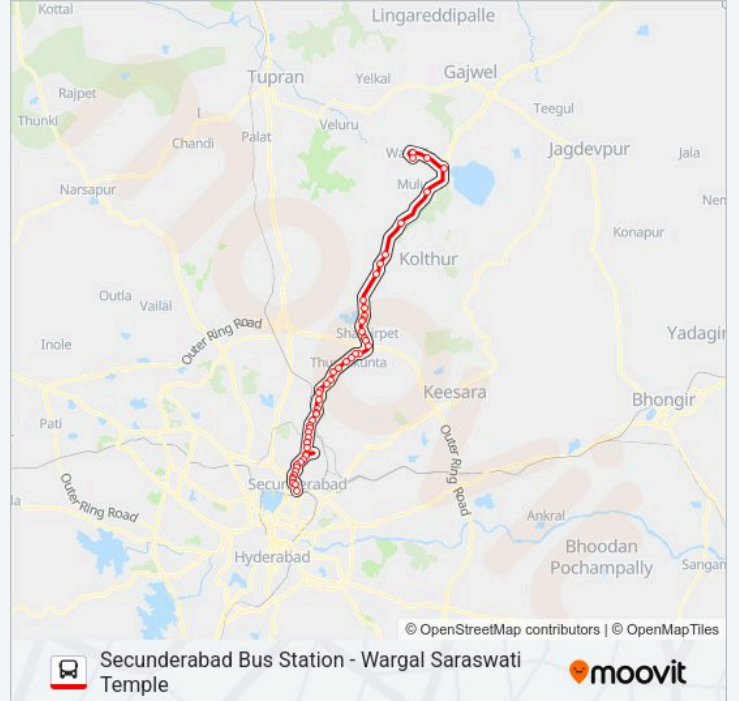 Kottal
Lingareddipalle
Tupran
Yelkal
Gajwel
Rajpet
Teegul
Thunki
Veluru
Chandi
Palat
Jagdevpur
Jala
Narsapur
Konapur
Kolthur
Outla
Vailal
Outer Ring Road
Inole
Yadagir
Keesara
Bhongir
Pati
Outer Ring Road
Outer Ring Road
Secunderabad
Ankral
Hyderabad
Bhoodan
Pochampally
Sangam
© OpenStreetMap contributors | © OpenMapTiles
Secunderabad Bus Station - Wargal Saraswati
Temple
moovit